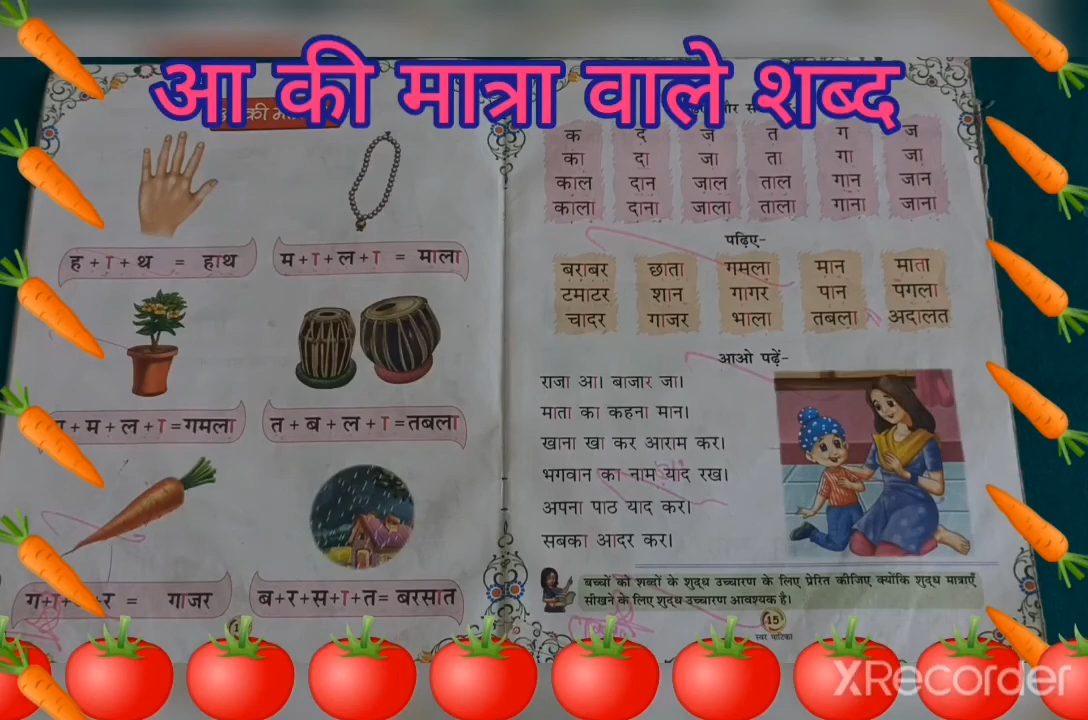 आ की मात्रा वाले शब्द
ह + ा + थ = हाथ
म + ा + ल + ा = माला
+ म + ल + ा = गमला
त + ब + ल + ा = तबला
ग + ा + र = गाजर
ब + र + स + ा + त = बरसात
क द ज त ग ज
का दा जा ता गा जा
काल दान जाल ताल गान जान
काला दाना जाला ताला गाना जाना
पढ़िए-
बराबर छाता गमला मान माता
टमाटर शान गागर पान पगला
चादर गाजर भाला तबला अदालत
आओ पढ़ें-
राजा आ। बाजार जा।
माता का कहना मान।
खाना खा कर आराम कर।
भगवान का नाम याद रख।
अपना पाठ याद कर।
सबका आदर कर।
बच्चों को शब्दों के शुद्ध उच्चारण के लिए प्रेरित कीजिए क्योंकि शुद्ध मात्राएँ
सीखने के लिए शुद्ध उच्चारण आवश्यक है।
15
स्वर वाटिका
XRecorder